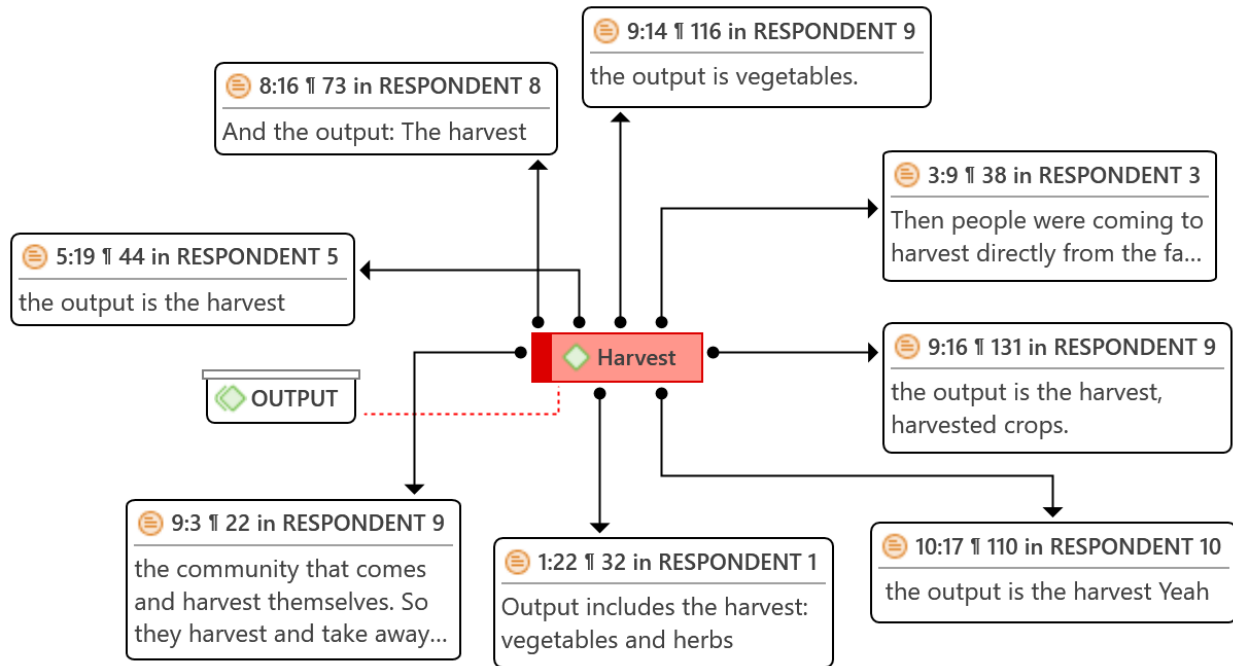 9:14 ¶ 116 in RESPONDENT 9
the output is vegetables.
8:16 ¶ 73 in RESPONDENT 8
And the output: The harvest
3:9 ¶ 38 in RESPONDENT 3
Then people were coming to
harvest directly from the fa...
5:19 ¶ 44 in RESPONDENT 5
the output is the harvest
Harvest
9:16 ¶ 131 in RESPONDENT 9
the output is the harvest,
harvested crops.
OUTPUT
9:3 ¶ 22 in RESPONDENT 9
the community that comes
and harvest themselves. So
they harvest and take away...
1:22 ¶ 32 in RESPONDENT 1
Output includes the harvest:
vegetables and herbs
10:17 ¶ 110 in RESPONDENT 10
the output is the harvest Yeah